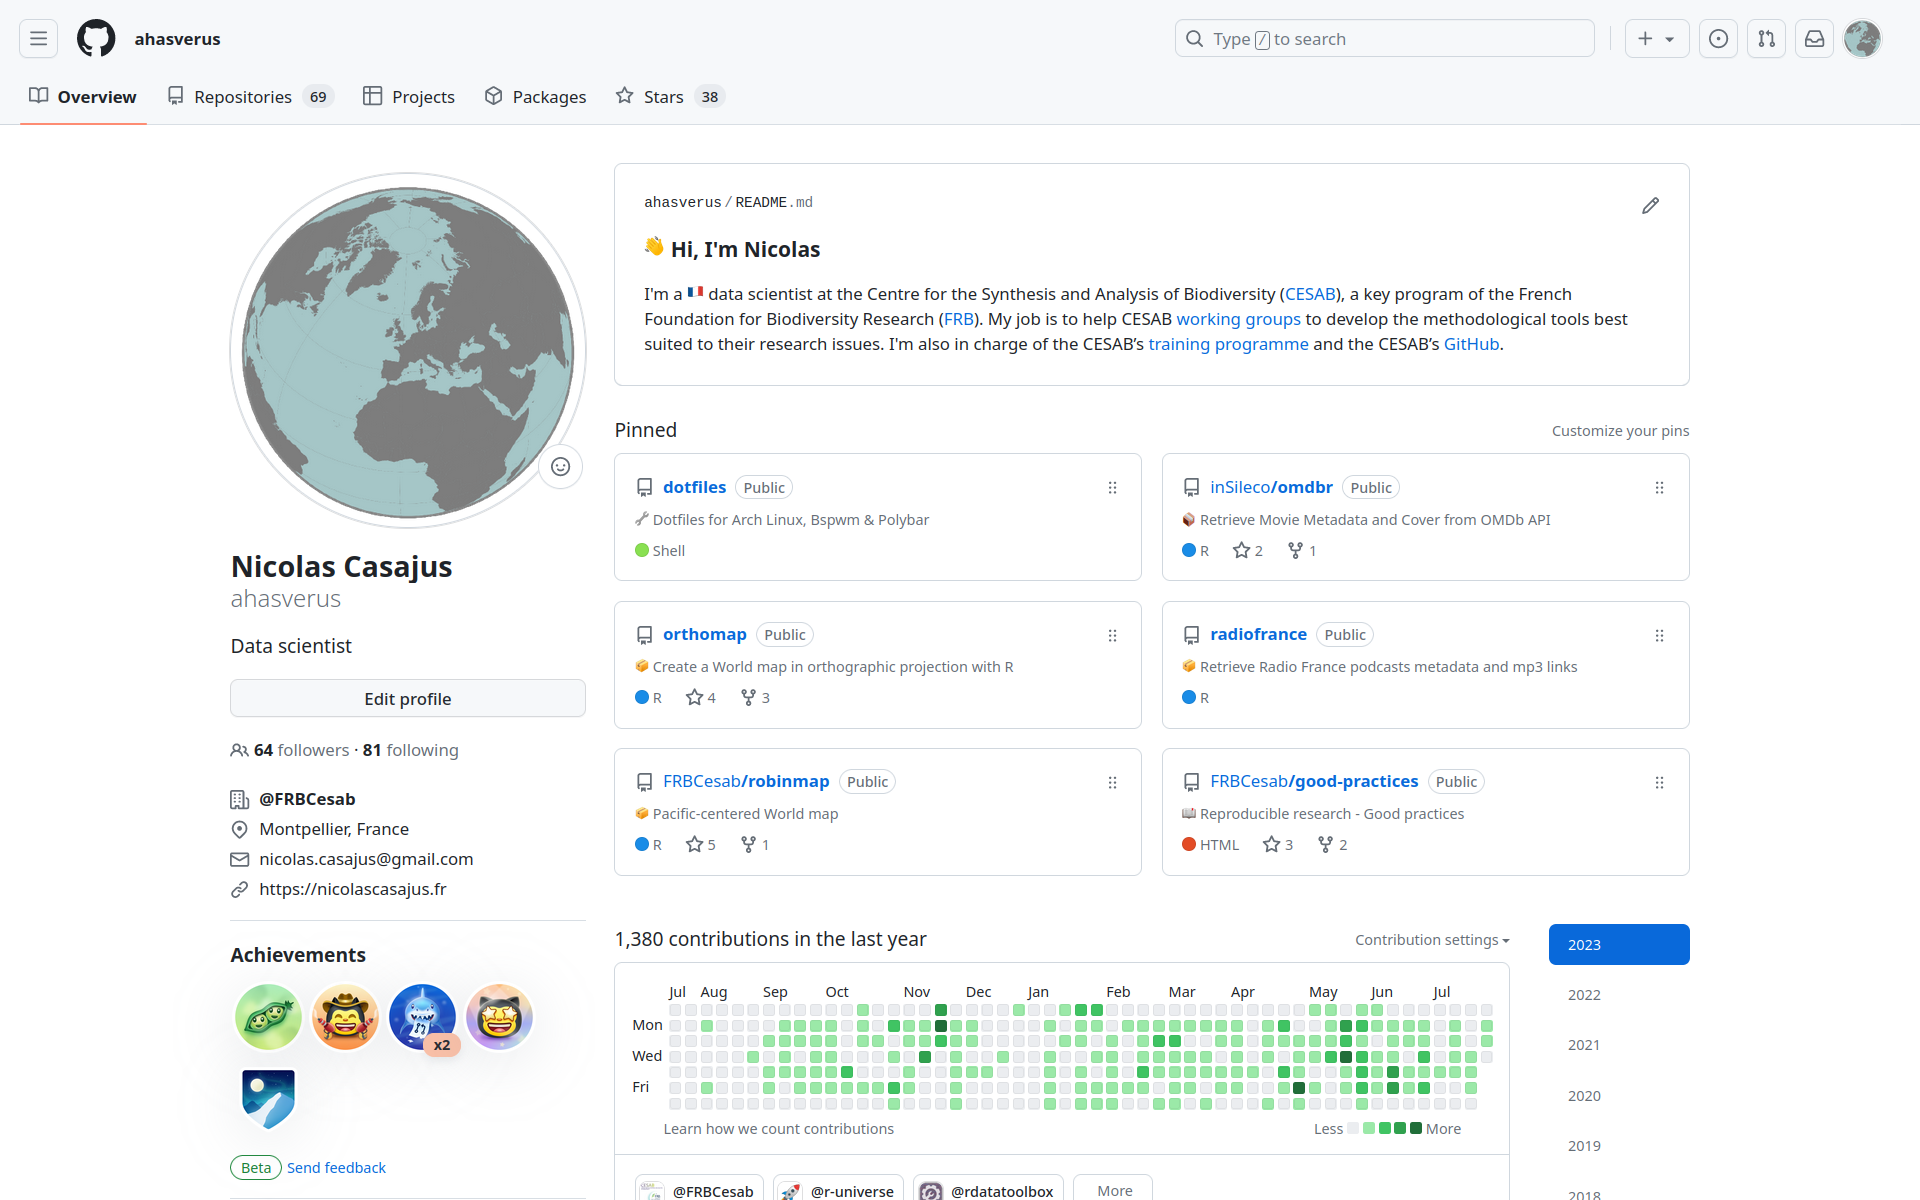 ahasverus
Type / to search
Overview
Repositories 69
Projects
Packages
Stars 38
ahasverus/README.md
👋 Hi, I'm Nicolas
I'm a 🇫🇷 data scientist at the Centre for the Synthesis and Analysis of Biodiversity (CESAB), a key program of the French
Foundation for Biodiversity Research (FRB). My job is to help CESAB working groups to develop the methodological tools best
suited to their research issues. I'm also in charge of the CESAB’s training programme and the CESAB’s GitHub.
Nicolas Casajus
ahasverus
Data scientist
Edit profile
64 followers · 81 following
@FRBCesab
Montpellier, France
nicolas.casajus@gmail.com
https://nicolascasajus.fr
Achievements
x2
Beta Send feedback
Pinned
Customize your pins
dotfiles Public
Dotfiles for Arch Linux, Bspwm & Polybar
Shell
inSileco/omdbr Public
Retrieve Movie Metadata and Cover from OMDb API
R 2 1
orthomap Public
Create a World map in orthographic projection with R
R 4 3
radiofrance Public
Retrieve Radio France podcasts metadata and mp3 links
R
FRBCesab/robinmap Public
Pacific-centered World map
R 5 1
FRBCesab/good-practices Public
Reproducible research - Good practices
HTML 3 2
1,380 contributions in the last year
Contribution settings
Jul Aug Sep Oct Nov Dec Jan Feb Mar Apr May Jun Jul
Mon
Wed
Fri
Learn how we count contributions
Less More
@FRBCesab
@r-universe
@rdatatoolbox
More
2023
2022
2021
2020
2019
2018